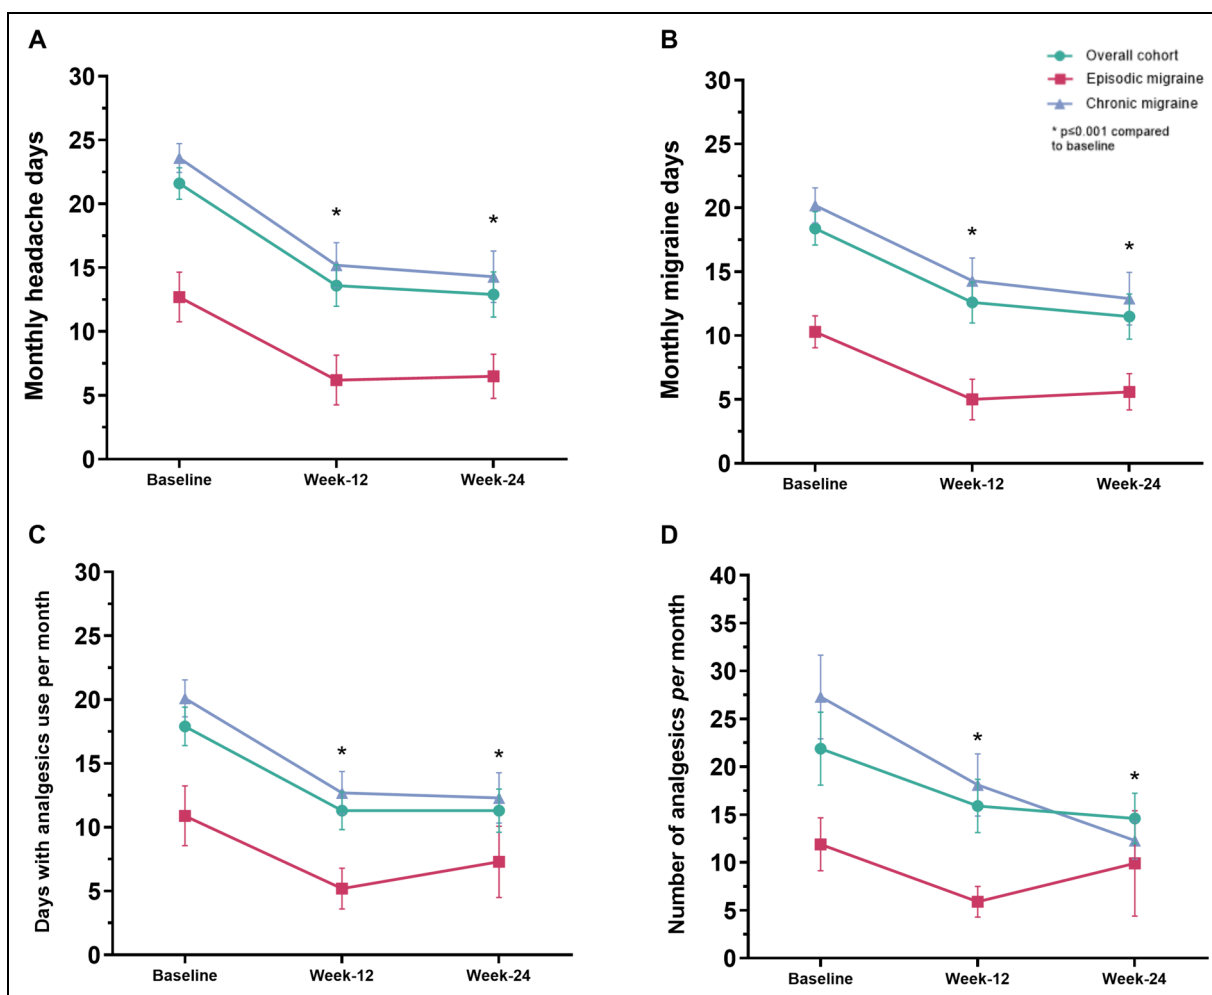 A
Monthly headache days
30
25
20
15
10
5
0
*
*
Baseline
Week-12
Week-24
B
Monthly migraine days
30
25
20
15
10
5
0
*
*
Baseline
Week-12
Week-24
Overall cohort
Episodic migraine
Chronic migraine
* p≤0.001 compared
to baseline
C
Days with analgesics use per month
30
25
20
15
10
5
0
*
*
Baseline
Week-12
Week-24
D
Number of analgesics per month
40
35
30
25
20
15
10
5
0
*
*
Baseline
Week-12
Week-24